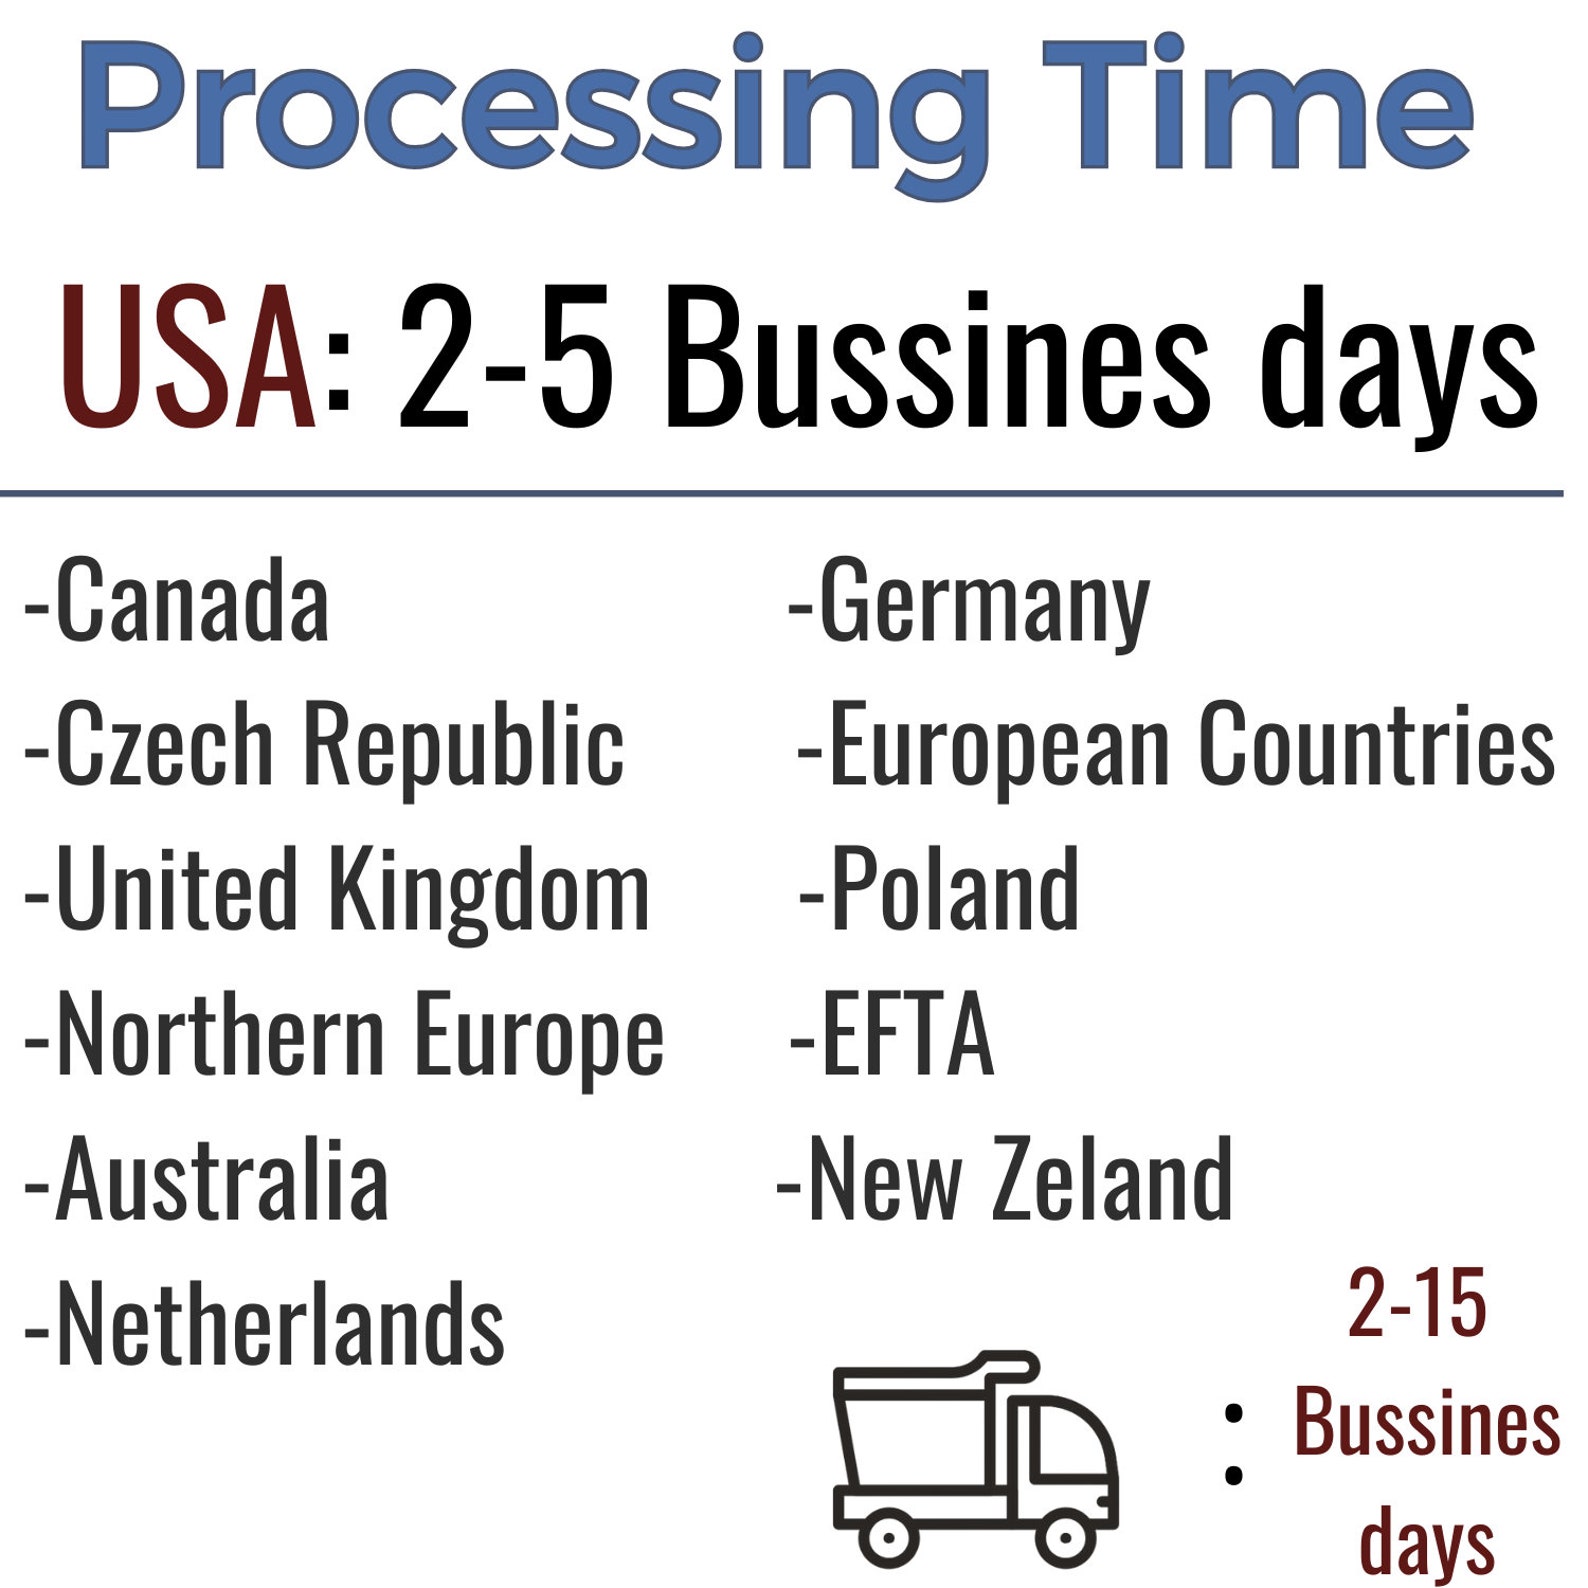 Processing Time
USA: 2-5 Bussines days
-Canada
-Czech Republic
-United Kingdom
-Northern Europe
-Australia
-Netherlands
-Germany
-European Countries
-Poland
-EFTA
-New Zeland
: 2-15
Bussines
days